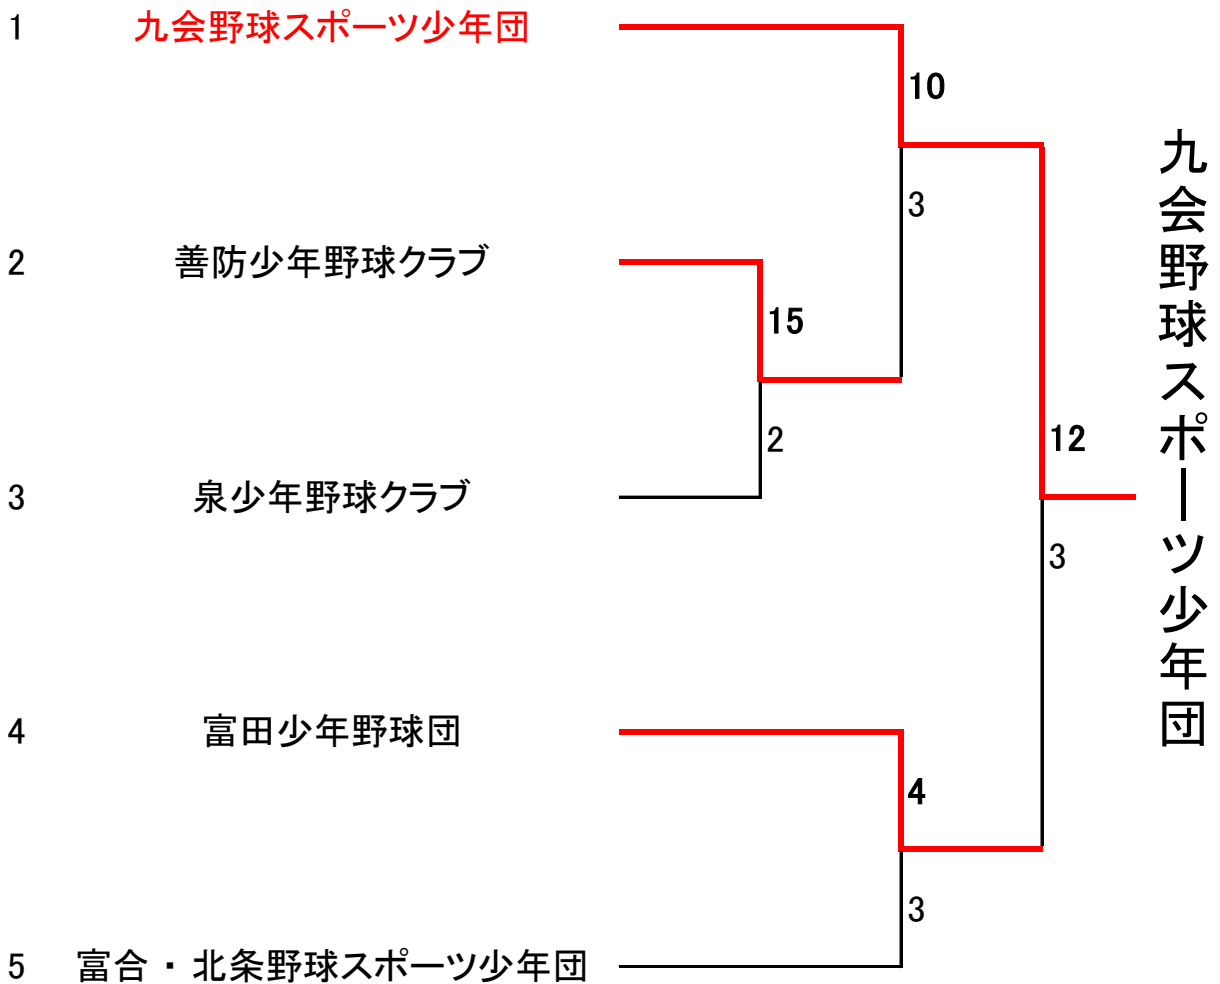 1 九会野球スポーツ少年団
10
3
2 善防少年野球クラブ
15
2
3 泉少年野球クラブ
12
3
4 富田少年野球団
4
3
5 富合・北条野球スポーツ少年団
九会野球スポーツ少年団